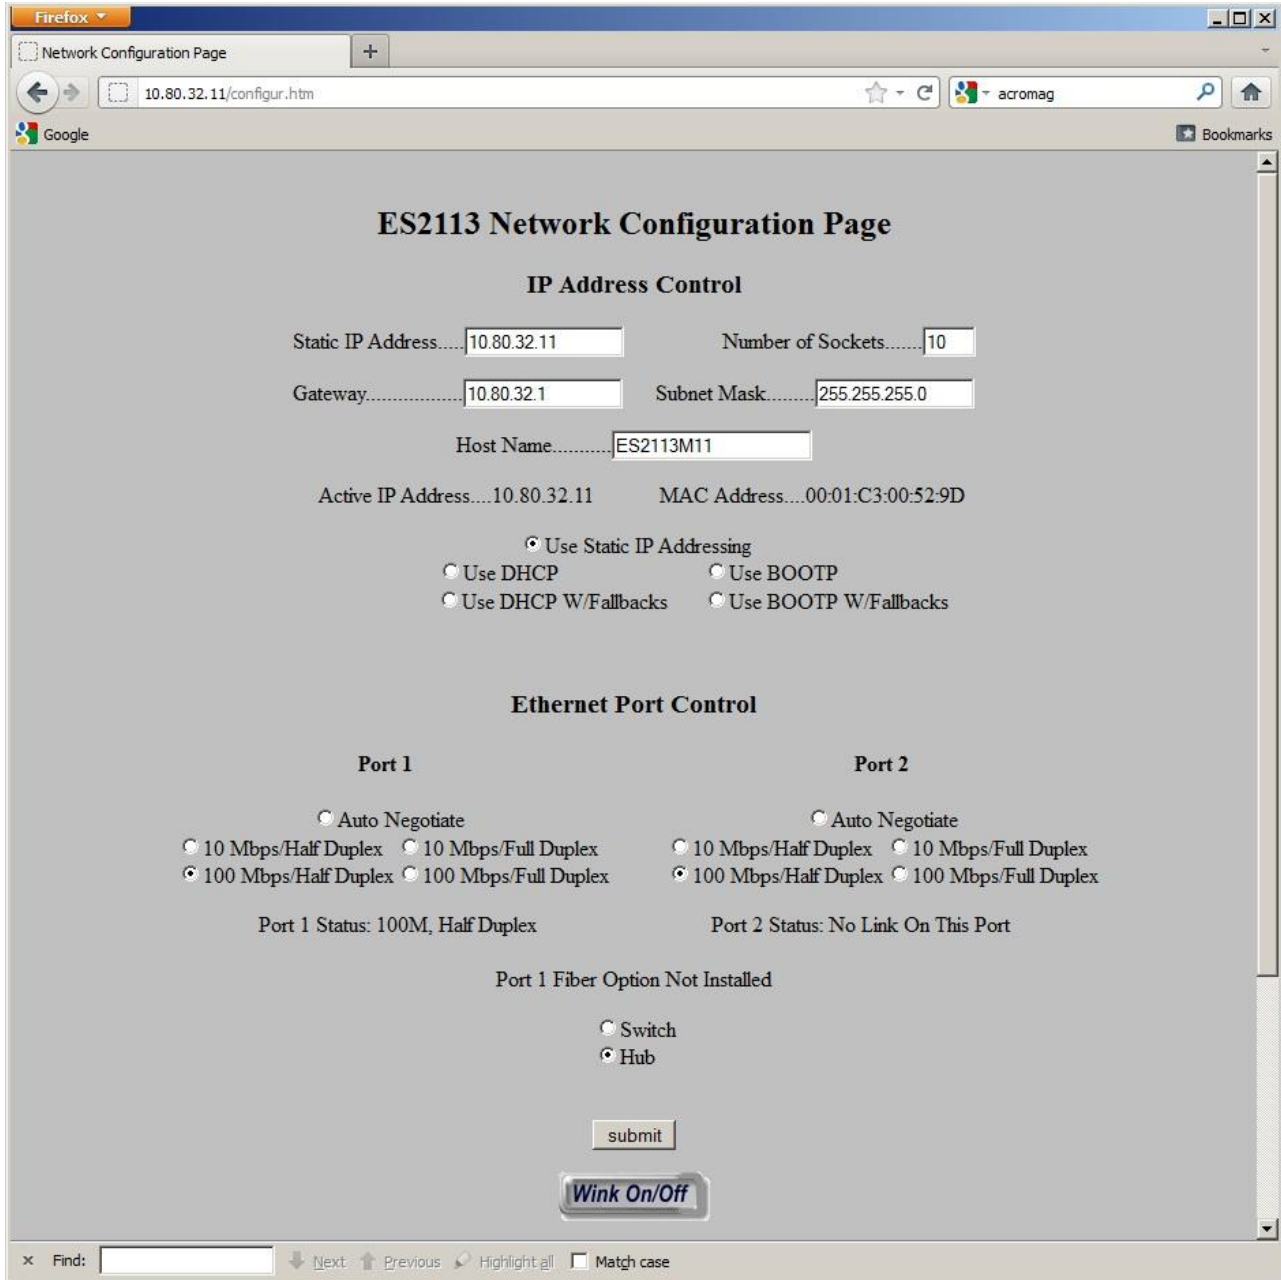 Firefox
Network Configuration Page
10.80.32.11/configur.htm
acromag
Google
Bookmarks
ES2113 Network Configuration Page
IP Address Control
Static IP Address.....10.80.32.11 Number of Sockets.......10
Gateway..................10.80.32.1 Subnet Mask.........255.255.255.0
Host Name...........ES2113M11
Active IP Address....10.80.32.11 MAC Address....00:01:C3:00:52:9D
Use Static IP Addressing
Use DHCP Use BOOTP
Use DHCP W/Fallbacks Use BOOTP W/Fallbacks
Ethernet Port Control
Port 1 Port 2
Auto Negotiate Auto Negotiate
10 Mbps/Half Duplex 10 Mbps/Full Duplex 10 Mbps/Half Duplex 10 Mbps/Full Duplex
100 Mbps/Half Duplex 100 Mbps/Full Duplex 100 Mbps/Half Duplex 100 Mbps/Full Duplex
Port 1 Status: 100M, Half Duplex Port 2 Status: No Link On This Port
Port 1 Fiber Option Not Installed
Switch
Hub
submit
Wink On/Off
x Find: Next Previous Highlight all Match case